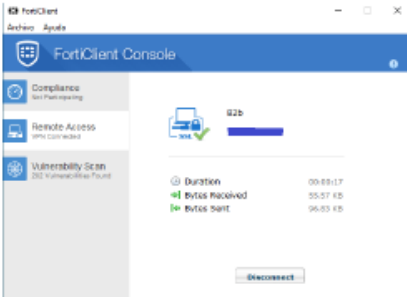 FortiClient
Archivo Ayuda
FortiClient Console
Compliance
Not Participating
Remote Access
VPN Connected
Vulnerability Scan
202 Vulnerabilities Found
B2b
Duration
Bytes Received
Bytes Sent
Disconnect